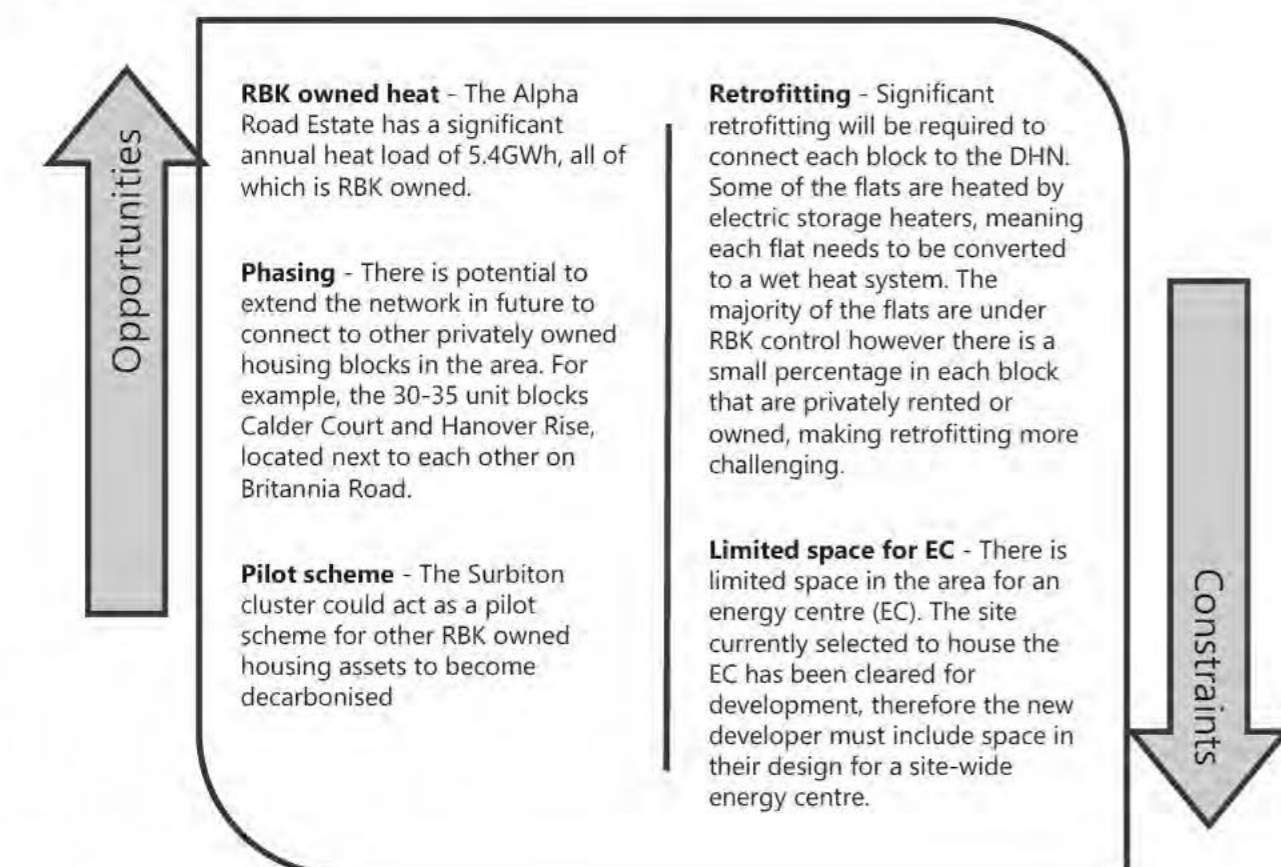 Opportunities
RBK owned heat - The Alpha
Road Estate has a significant
annual heat load of 5.4GWh, all of
which is RBK owned.
Phasing - There is potential to
extend the network in future to
connect to other privately owned
housing blocks in the area. For
example, the 30-35 unit blocks
Calder Court and Hanover Rise,
located next to each other on
Britannia Road.
Pilot scheme - The Surbiton
cluster could act as a pilot
scheme for other RBK owned
housing assets to become
decarbonised
Retrofitting - Significant
retrofitting will be required to
connect each block to the DHN.
Some of the flats are heated by
electric storage heaters, meaning
each flat needs to be converted
to a wet heat system. The
majority of the flats are under
RBK control however there is a
small percentage in each block
that are privately rented or
owned, making retrofitting more
challenging.
Limited space for EC - There is
limited space in the area for an
energy centre (EC). The site
currently selected to house the
EC has been cleared for
development, therefore the new
developer must include space in
their design for a site-wide
energy centre.
Constraints